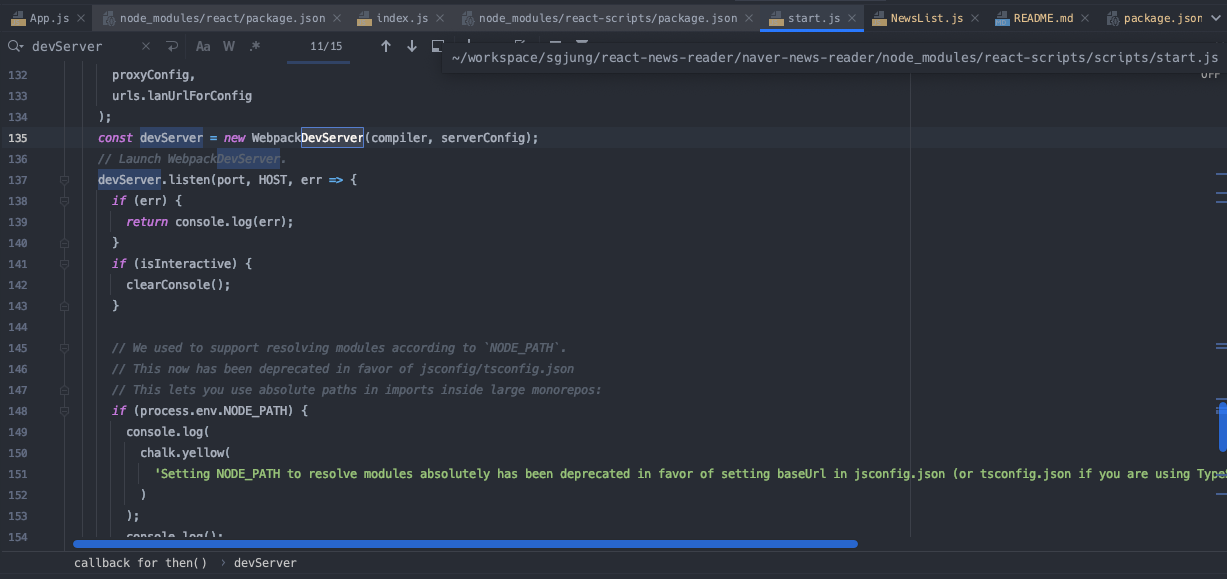 App.js
node_modules/react/package.json
index.js
node_modules/react-scripts/package.json
start.js
NewsList.js
README.md
package.json
devServer
Aa W .*
11/15
~/workspace/sgjung/react-news-reader/naver-news-reader/node_modules/react-scripts/scripts/start.js
OFF
132 proxyConfig,
133 urls.lanUrlForConfig
134 );
135 const devServer = new WebpackDevServer(compiler, serverConfig);
136 // Launch WebpackDevServer.
137 devServer.listen(port, HOST, err => {
138 if (err) {
139 return console.log(err);
140 }
141 if (isInteractive) {
142 clearConsole();
143 }
144
145 // We used to support resolving modules according to `NODE_PATH`.
146 // This now has been deprecated in favor of jsconfig/tsconfig.json
147 // This lets you use absolute paths in imports inside large monorepos:
148 if (process.env.NODE_PATH) {
149 console.log(
150 chalk.yellow(
151 'Setting NODE_PATH to resolve modules absolutely has been deprecated in favor of setting baseUrl in jsconfig.json (or tsconfig.json if you are using TypeS
152 )
153 );
154 console.log();
callback for then() › devServer